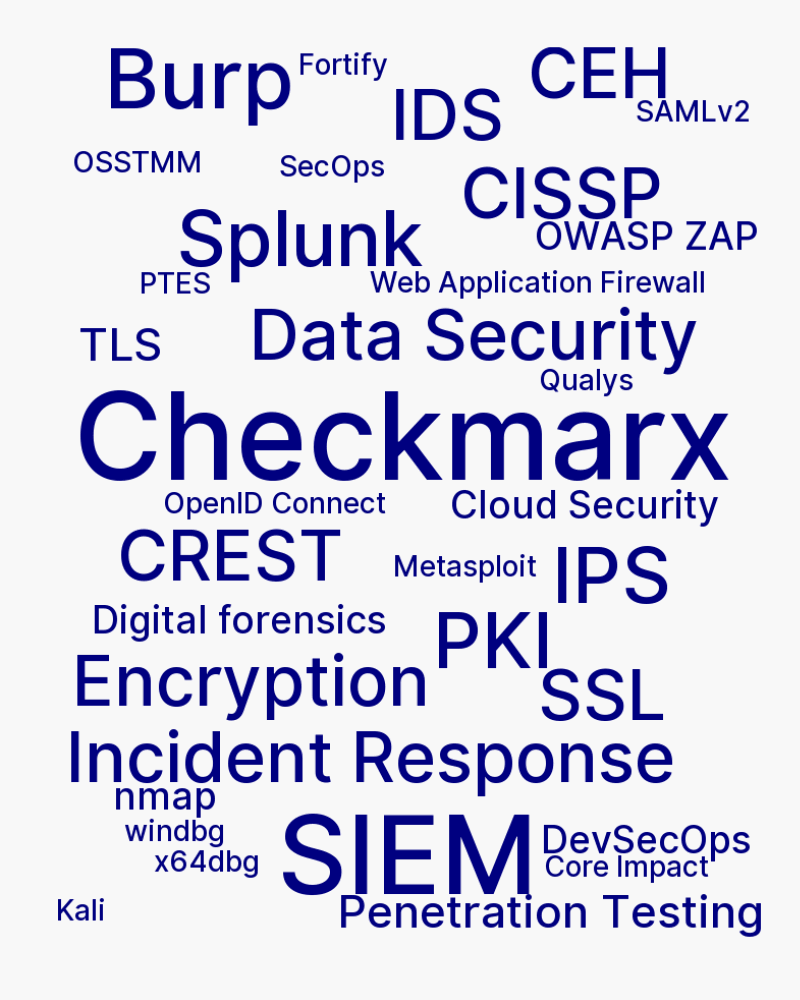 Burp
Fortify
CEH
IDS
SAMLv2
OSSTMM
SecOps
CISSP
Splunk
OWASP ZAP
PTES
Web Application Firewall
TLS
Data Security
Qualys
Checkmarx
OpenID Connect
Cloud Security
CREST
Metasploit
IPS
Digital forensics
PKI
Encryption
SSL
Incident Response
nmap
windbg
SIEM
DevSecOps
x64dbg
Core Impact
Kali
Penetration Testing